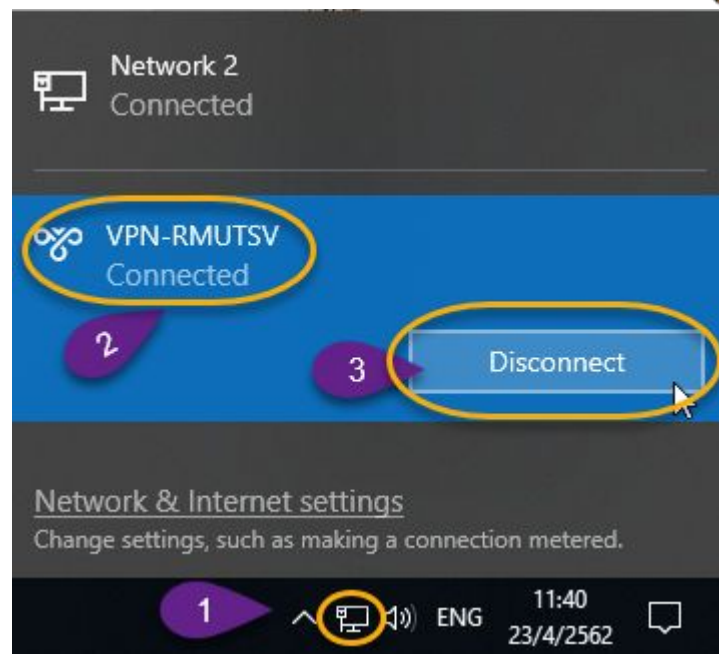 Network 2
Connected
VPN-RMUTSV
Connected
2
3
Disconnect
Network & Internet settings
Change settings, such as making a connection metered.
1
ENG
11:40
23/4/2562